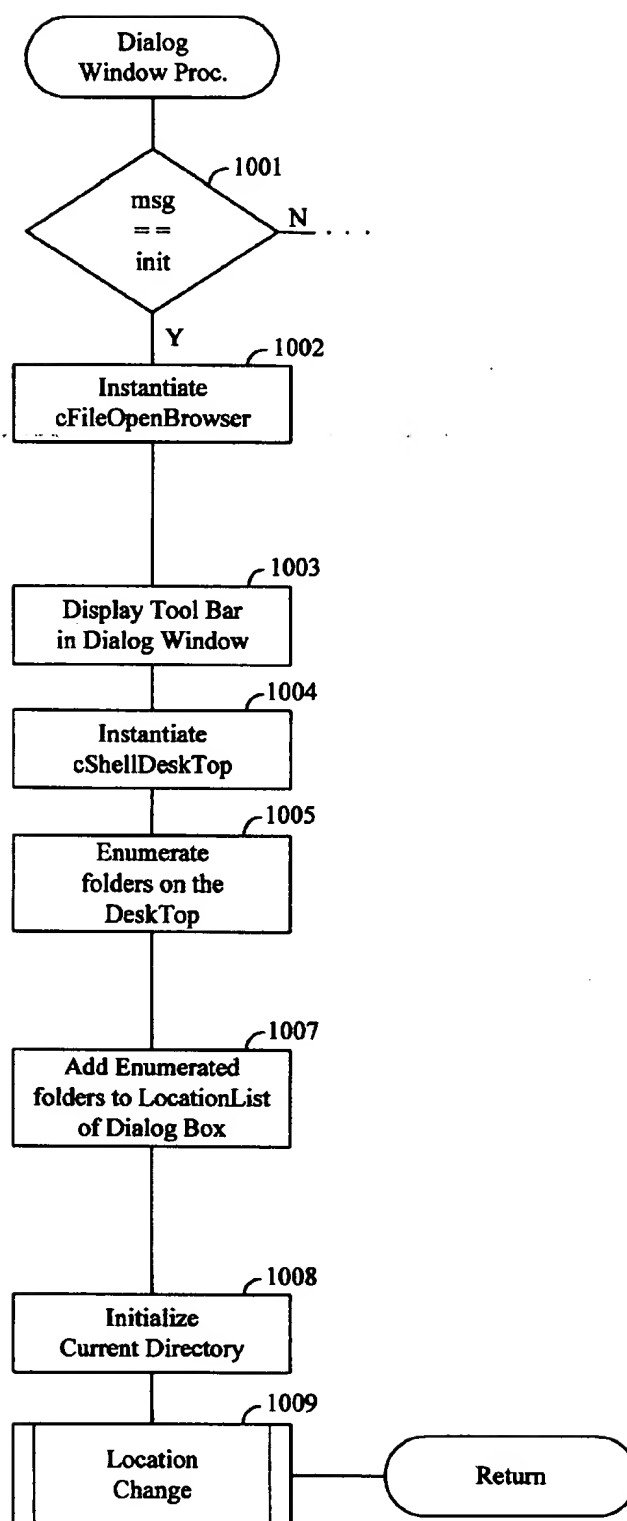 Dialog
Window Proc.
1001
msg
= =
init
N . . .
Y
1002
Instantiate
cFileOpenBrowser
1003
Display Tool Bar
in Dialog Window
1004
Instantiate
cShellDeskTop
1005
Enumerate
folders on the
DeskTop
1007
Add Enumerated
folders to LocationList
of Dialog Box
1008
Initialize
Current Directory
1009
Location
Change
Return